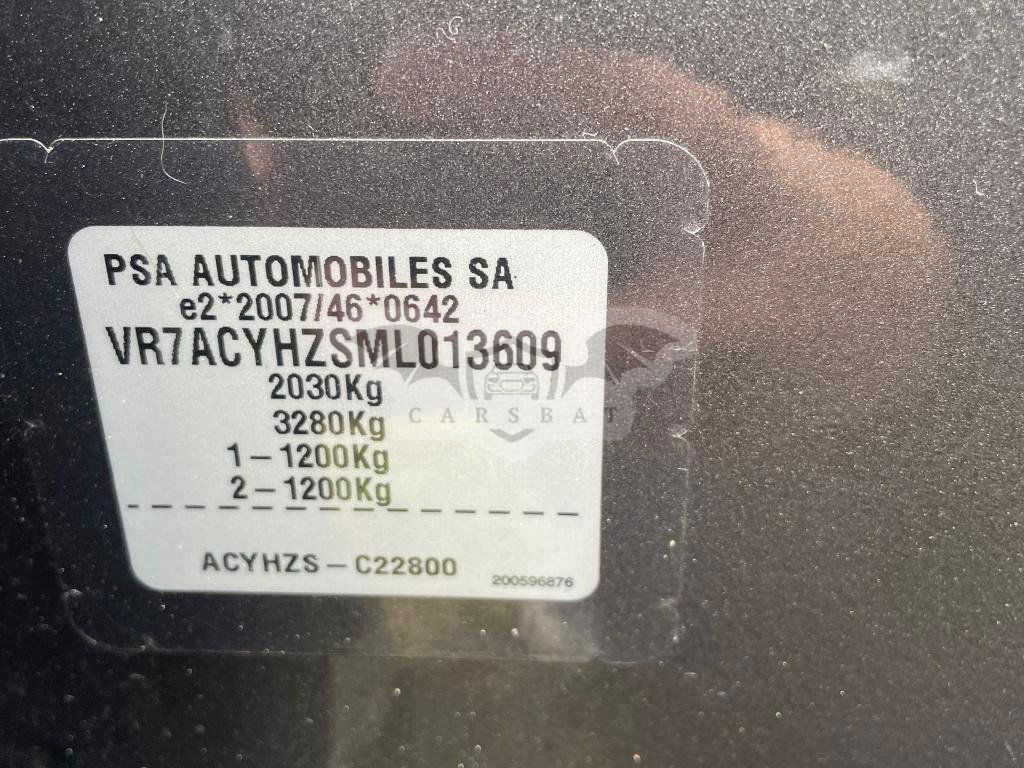 PSA AUTOMOBILES SA
e2*2007/46*0642
VR7ACYHZSML013609
2030Kg
3280Kg
1-1200Kg
2-1200Kg
ACYHZS-C22800
200596876
CARSBAT